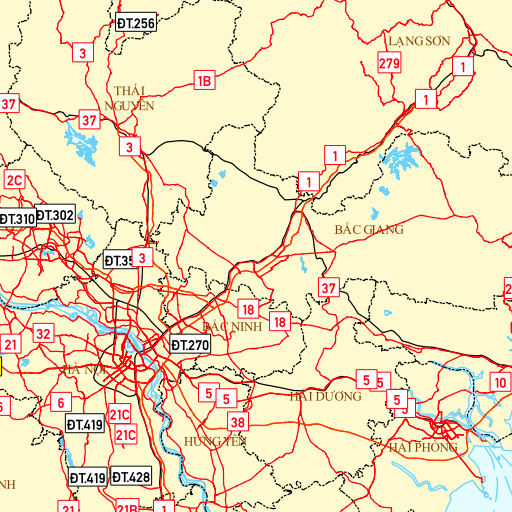 ĐT.256
LẠNG SƠN
3
279
1
1B
THÁI
NGUYÊN
1
37
37
3
1
2C
1
ĐT.310
ĐT.302
BẮC GIANG
ĐT.35
3
37
18
18
BẮC NINH
32
21
ĐT.270
HÀ NỘI
5
5
10
5
5
HẢI DƯƠNG
5
6
21C
38
ĐT.419
21C
HƯNG YÊN
HẢI PHÒNG
ĐT.419
ĐT.428
NH
21
21B
1